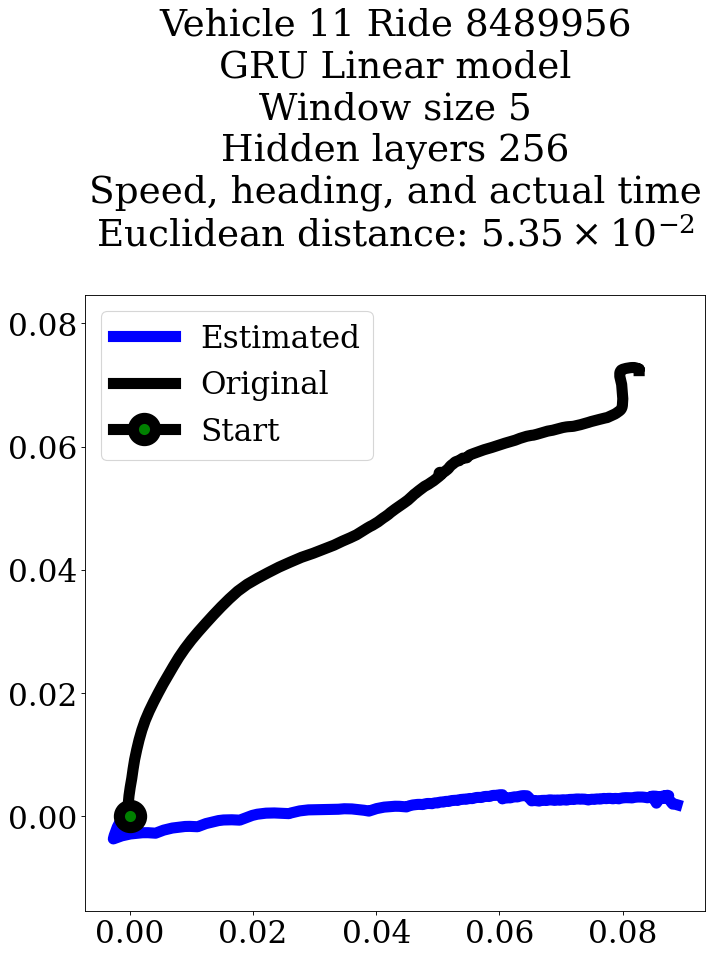 Vehicle 11 Ride 8489956
GRU Linear model
Window size 5
Hidden layers 256
Speed, heading, and actual time
Euclidean distance: 5.35 × 10⁻²
Estimated
Original
Start
0.08
0.06
0.04
0.02
0.00
0.00 0.02 0.04 0.06 0.08